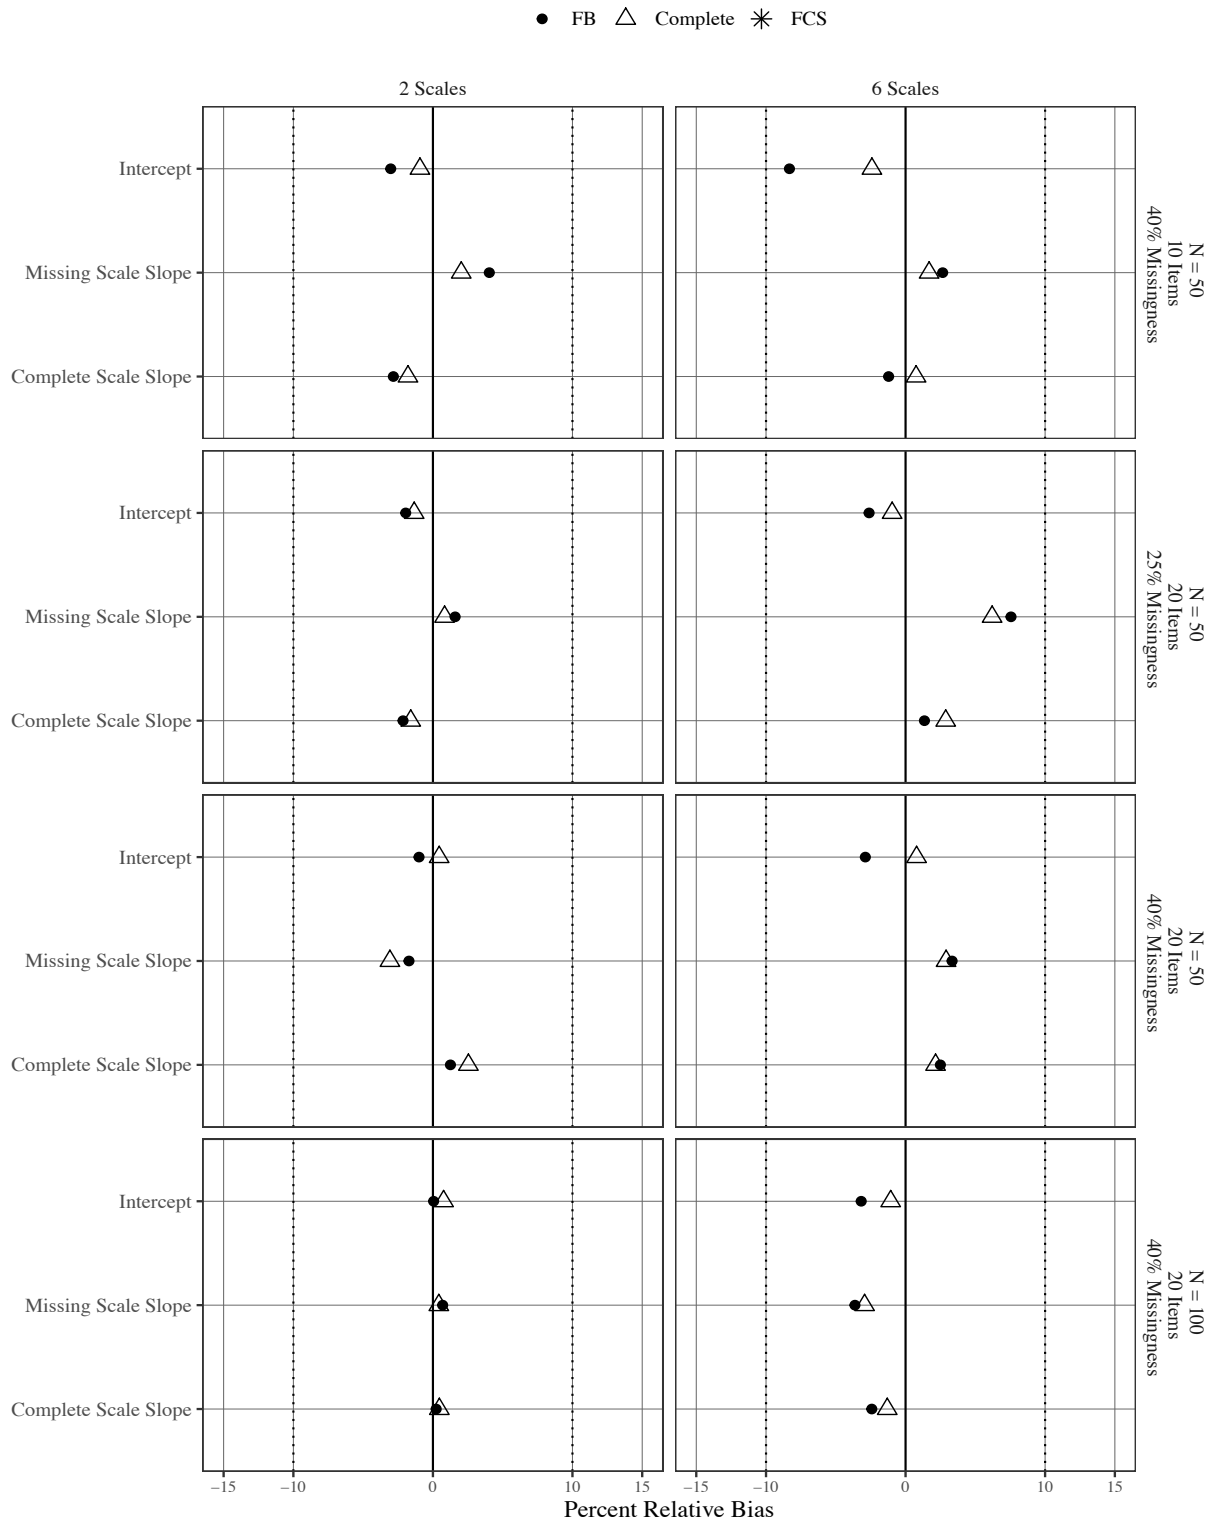 FB Complete FCS
2 Scales 6 Scales
Intercept
Missing Scale Slope
Complete Scale Slope
N = 50
10 Items
40% Missingness
Intercept
Missing Scale Slope
Complete Scale Slope
N = 50
20 Items
25% Missingness
Intercept
Missing Scale Slope
Complete Scale Slope
N = 50
20 Items
40% Missingness
Intercept
Missing Scale Slope
Complete Scale Slope
N = 100
20 Items
40% Missingness
−15 −10 0 10 15 −15 −10 0 10 15
Percent Relative Bias